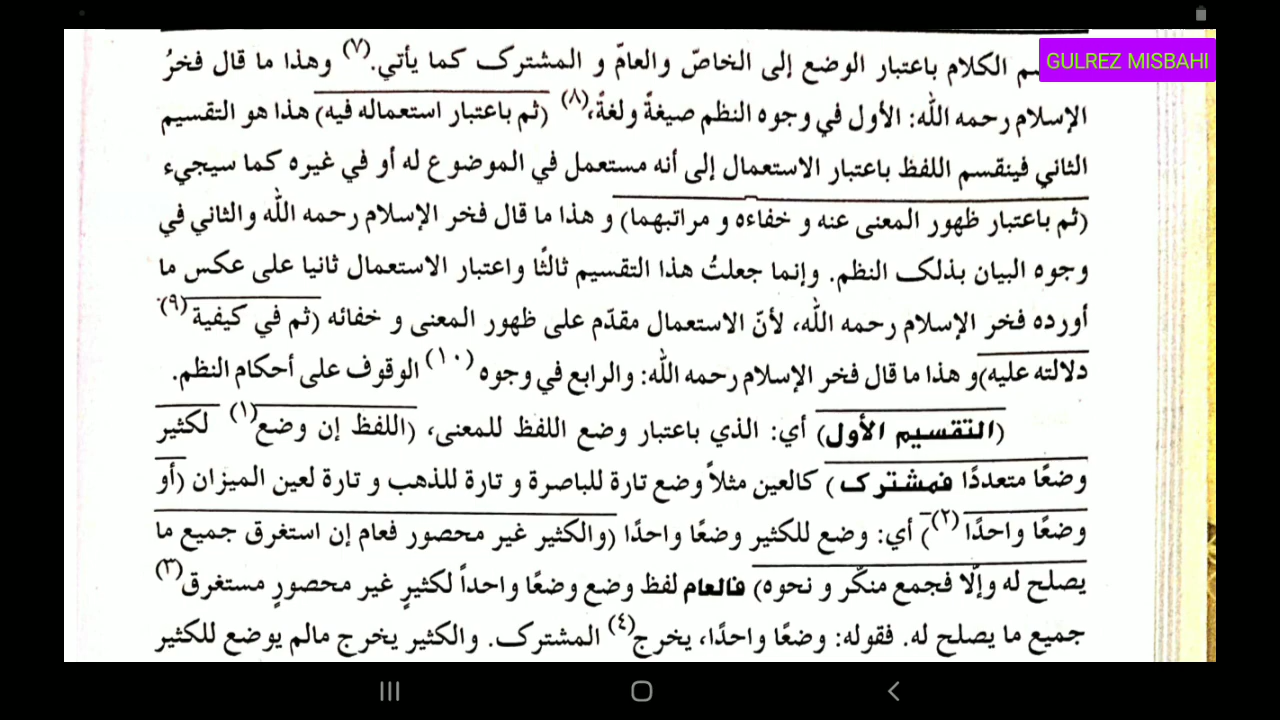 GULREZ MISBAHI
الكلام باعتبار الوضع إلى الخاصّ والعامّ و المشترک كما يأتي.(٧) وهذا ما قال فخرُ
الإسلام رحمه الله: الأول في وجوه النظم صيغةً ولغةً،(٨) (ثم باعتبار استعماله فيه) هذا هو التقسيم
الثاني فينقسم اللفظ باعتبار الاستعمال إلى أنه مستعمل في الموضوع له أو في غيره كما سيجيء
(ثم باعتبار ظهور المعنى عنه و خفاءه و مراتبهما) و هذا ما قال فخر الإسلام رحمه الله والثاني في
وجوه البيان بذلک النظم. وإنما جعلتُ هذا التقسيم ثالثًا واعتبار الاستعمال ثانيا على عكس ما
أورده فخر الإسلام رحمه الله، لأنّ الاستعمال مقدّم على ظهور المعنى و خفائه (ثم في كيفية(٩)
دلالته عليه) و هذا ما قال فخر الإسلام رحمه الله: والرابع في وجوه(١٠) الوقوف على أحكام النظم.
(التقسيم الأول) أي: الذي باعتبار وضع اللفظ للمعنى، (اللفظ إن وضع(١) لكثير
وضعًا متعددًا فمشترک) كالعين مثلاً وضع تارة للباصرة و تارة للذهب و تارة لعين الميزان (أو
وضعًا واحدًا(٢)) أي: وضع للكثير وضعًا واحدًا (والكثير غير محصور فعام إن استغرق جميع ما
يصلح له وإلّا فجمع منكّر و نحوه) فالعام لفظ وضع وضعًا واحداً لكثيرٍ غير محصورٍ مستغرق(٣)
جميع ما يصلح له. فقوله: وضعًا واحدًا، يخرج(٤) المشترک. والكثير يخرج مالم يوضع للكثير